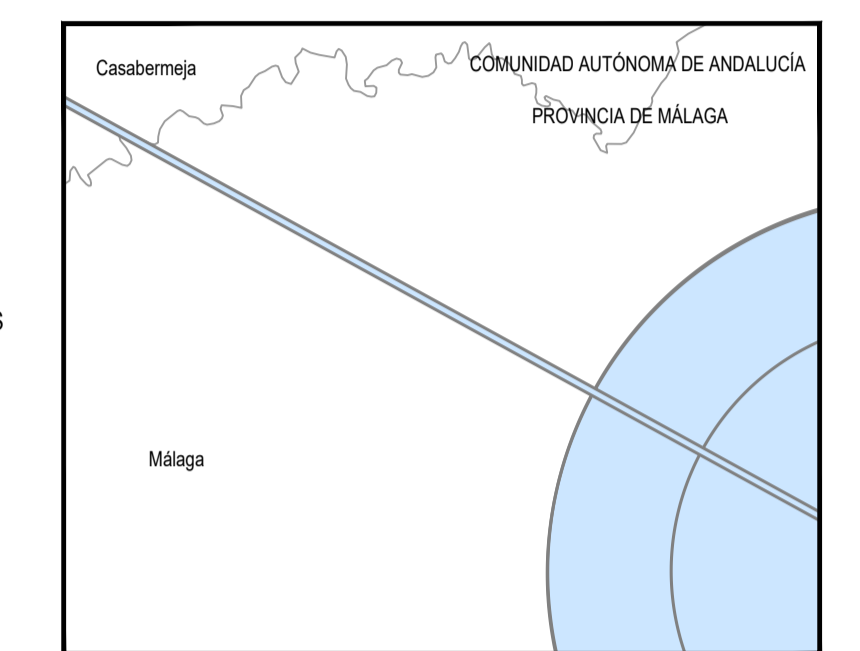 Casabermeja
COMUNIDAD AUTÓNOMA DE ANDALUCÍA
PROVINCIA DE MÁLAGA
Málaga